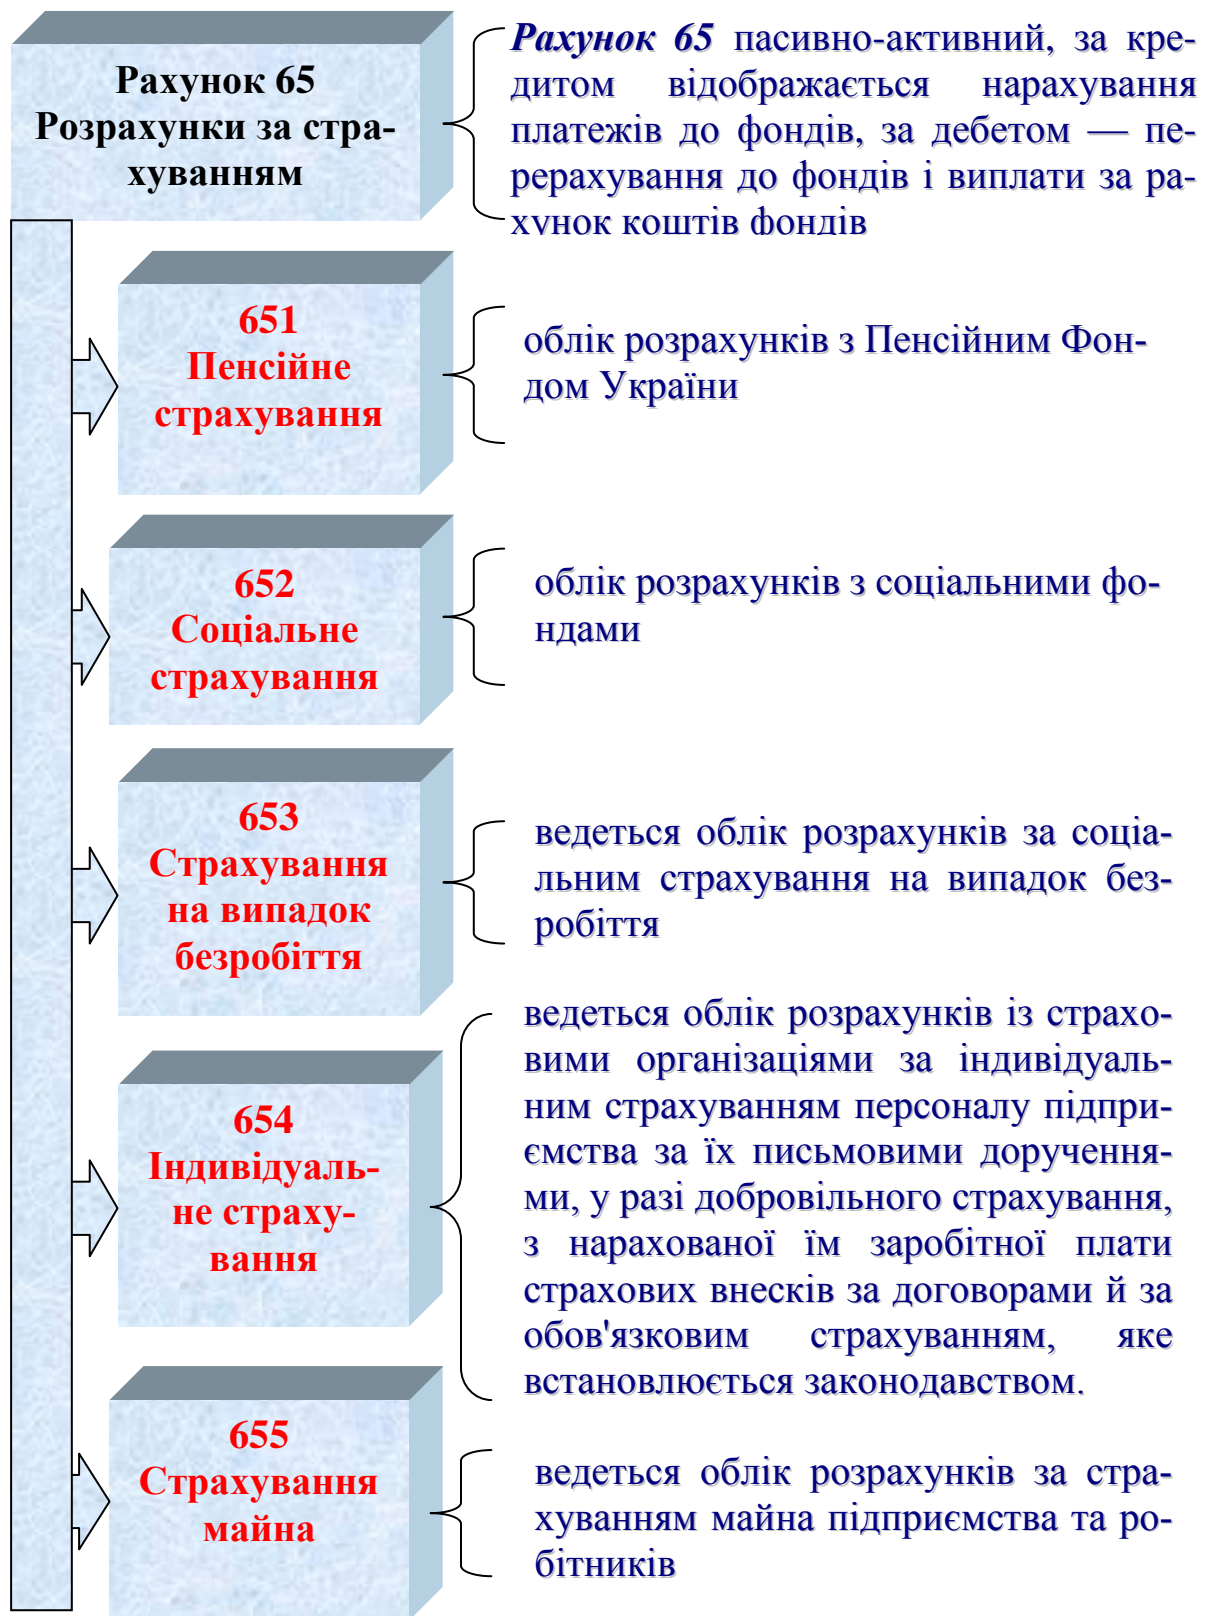 Рахунок 65
Розрахунки за стра-
хуванням
Рахунок 65 пасивно-активний, за кре-
дитом відображається нарахування
платежів до фондів, за дебетом — пе-
рерахування до фондів і виплати за ра-
хунок коштів фондів
651
Пенсійне
страхування
облік розрахунків з Пенсійним Фон-
дом України
652
Соціальне
страхування
облік розрахунків з соціальними фо-
ндами
653
Страхування
на випадок
безробіття
ведеться облік розрахунків за соціа-
льним страхування на випадок без-
робіття
654
Індивідуаль-
не страху-
вання
ведеться облік розрахунків із страхо-
вими організаціями за індивідуаль-
ним страхуванням персоналу підпри-
ємства за їх письмовими доручення-
ми, у разі добровільного страхування,
з нарахованої їм заробітної плати
страхових внесків за договорами й за
обов'язковим страхуванням, яке
встановлюється законодавством.
655
Страхування
майна
ведеться облік розрахунків за стра-
хуванням майна підприємства та ро-
бітників